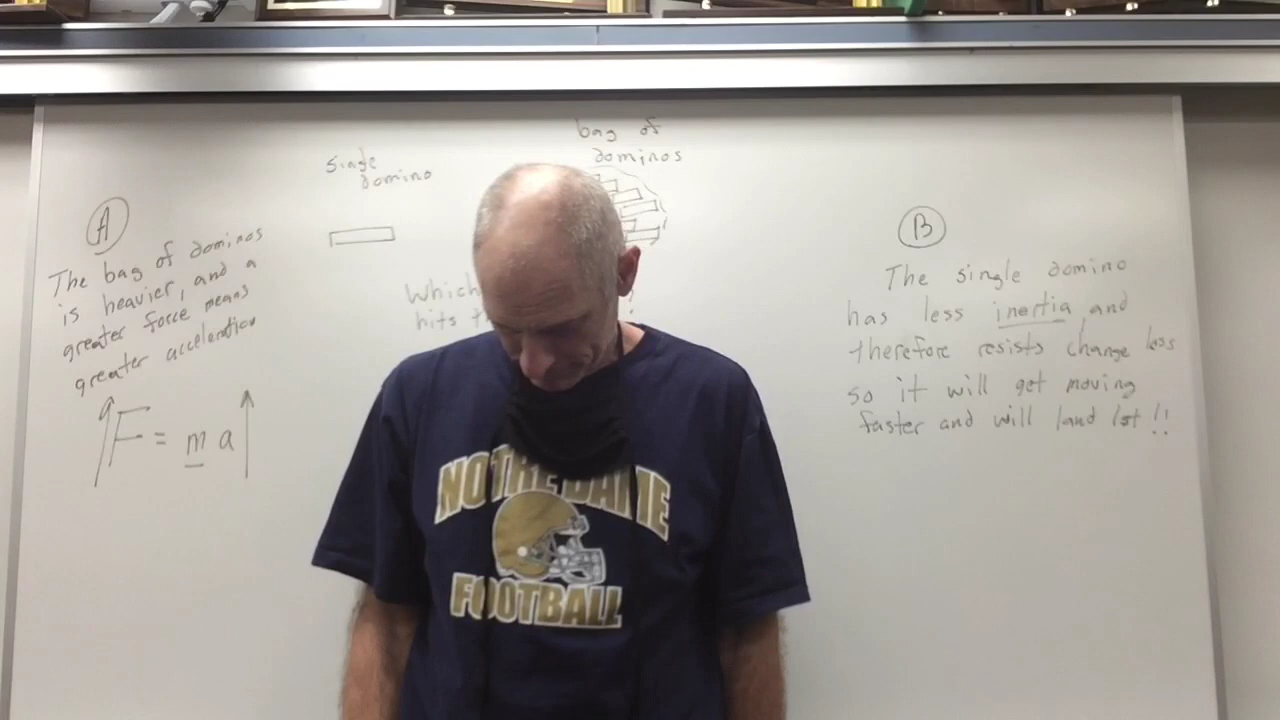 single
domino
bag of
dominos
A
The bag of dominos
is heavier, and a
greater force means
greater acceleration
F = m a
Which
hits
?
B
The single domino
has less inertia and
therefore resists change less
so it will get moving
faster and will land 1st !!
NOTRE DAME
FOOTBALL